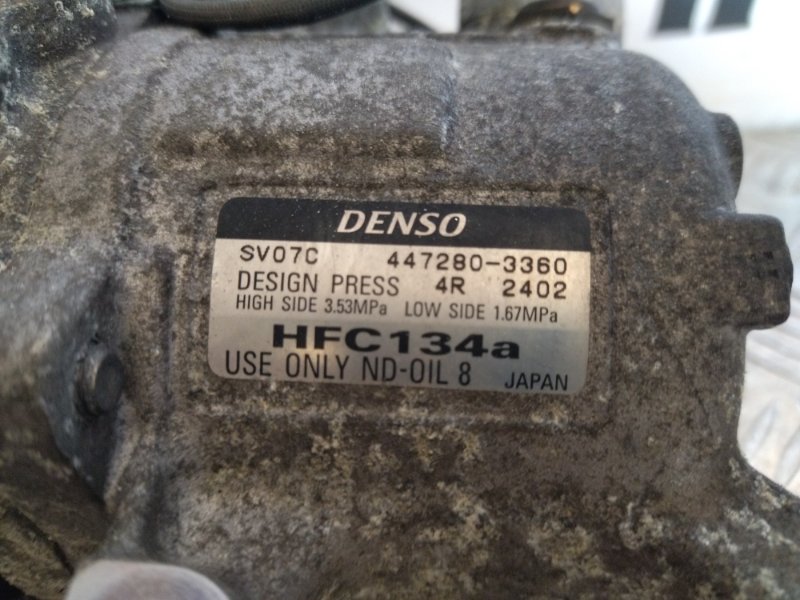 DENSO
SV07C 447280-3360
DESIGN PRESS 4R 2402
HIGH SIDE 3.53MPa LOW SIDE 1.67MPa
HFC134a
USE ONLY ND-OIL 8 JAPAN